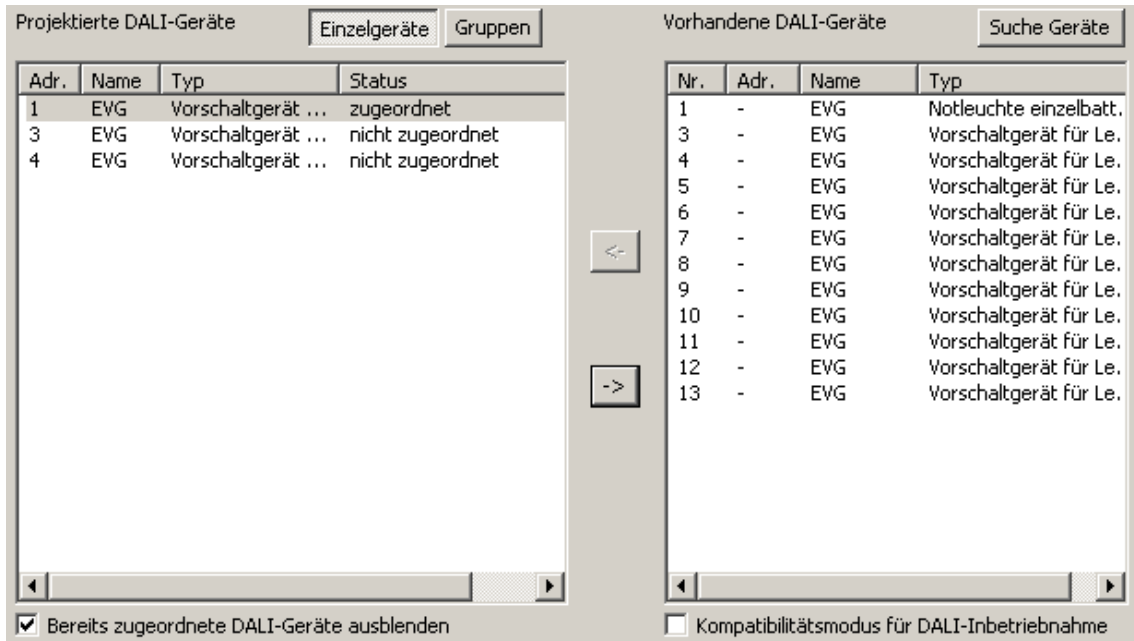 Projektierte DALI-Geräte Einzelgeräte Gruppen
Adr. Name Typ Status
1 EVG Vorschaltgerät ... zugeordnet
3 EVG Vorschaltgerät ... nicht zugeordnet
4 EVG Vorschaltgerät ... nicht zugeordnet
Bereits zugeordnete DALI-Geräte ausblenden
<-
->
Vorhandene DALI-Geräte Suche Geräte
Nr. Adr. Name Typ
1 - EVG Notleuchte einzelbatt.
3 - EVG Vorschaltgerät für Le.
4 - EVG Vorschaltgerät für Le.
5 - EVG Vorschaltgerät für Le.
6 - EVG Vorschaltgerät für Le.
7 - EVG Vorschaltgerät für Le.
8 - EVG Vorschaltgerät für Le.
9 - EVG Vorschaltgerät für Le.
10 - EVG Vorschaltgerät für Le.
11 - EVG Vorschaltgerät für Le.
12 - EVG Vorschaltgerät für Le.
13 - EVG Vorschaltgerät für Le.
Kompatibilitätsmodus für DALI-Inbetriebnahme